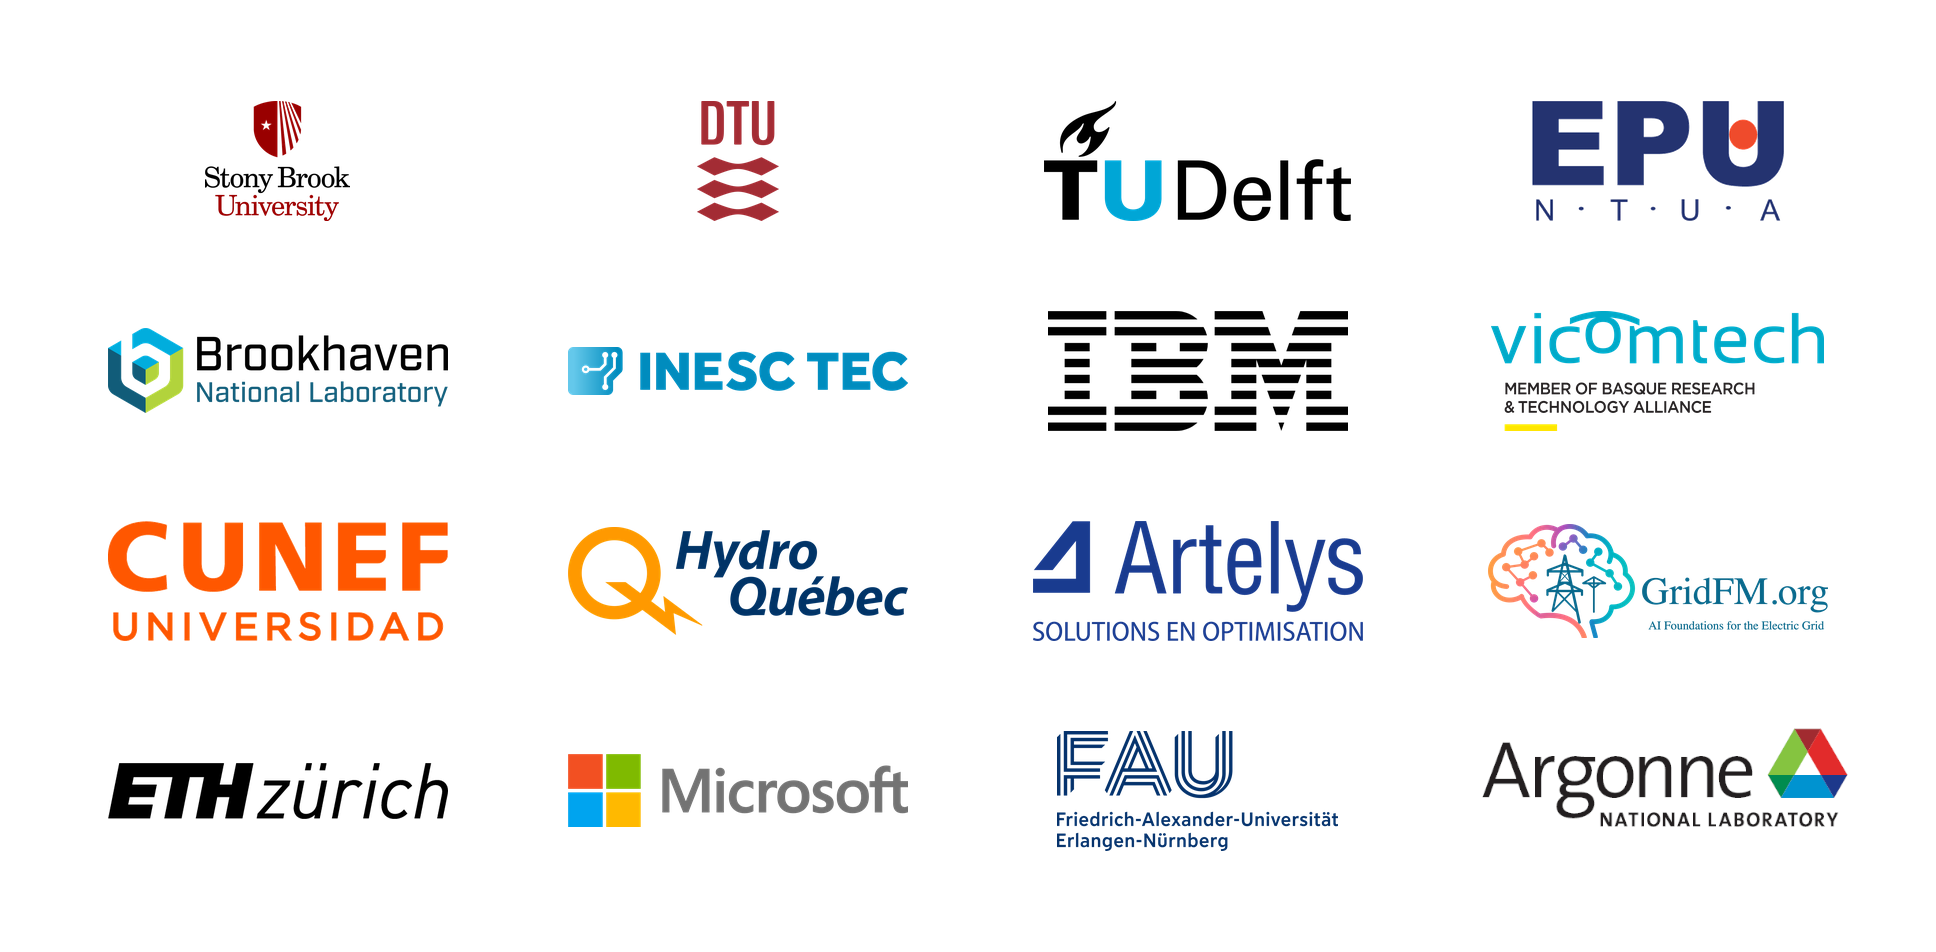 Stony Brook
University
DTU
TU Delft
EPU
N · T · U · A
Brookhaven
National Laboratory
INESC TEC
IBM
vicomtech
MEMBER OF BASQUE RESEARCH
& TECHNOLOGY ALLIANCE
CUNEF
UNIVERSIDAD
Hydro
Québec
Artelys
SOLUTIONS EN OPTIMISATION
GridFM.org
AI Foundations for the Electric Grid
ETH zürich
Microsoft
FAU
Friedrich-Alexander-Universität
Erlangen-Nürnberg
Argonne
NATIONAL LABORATORY